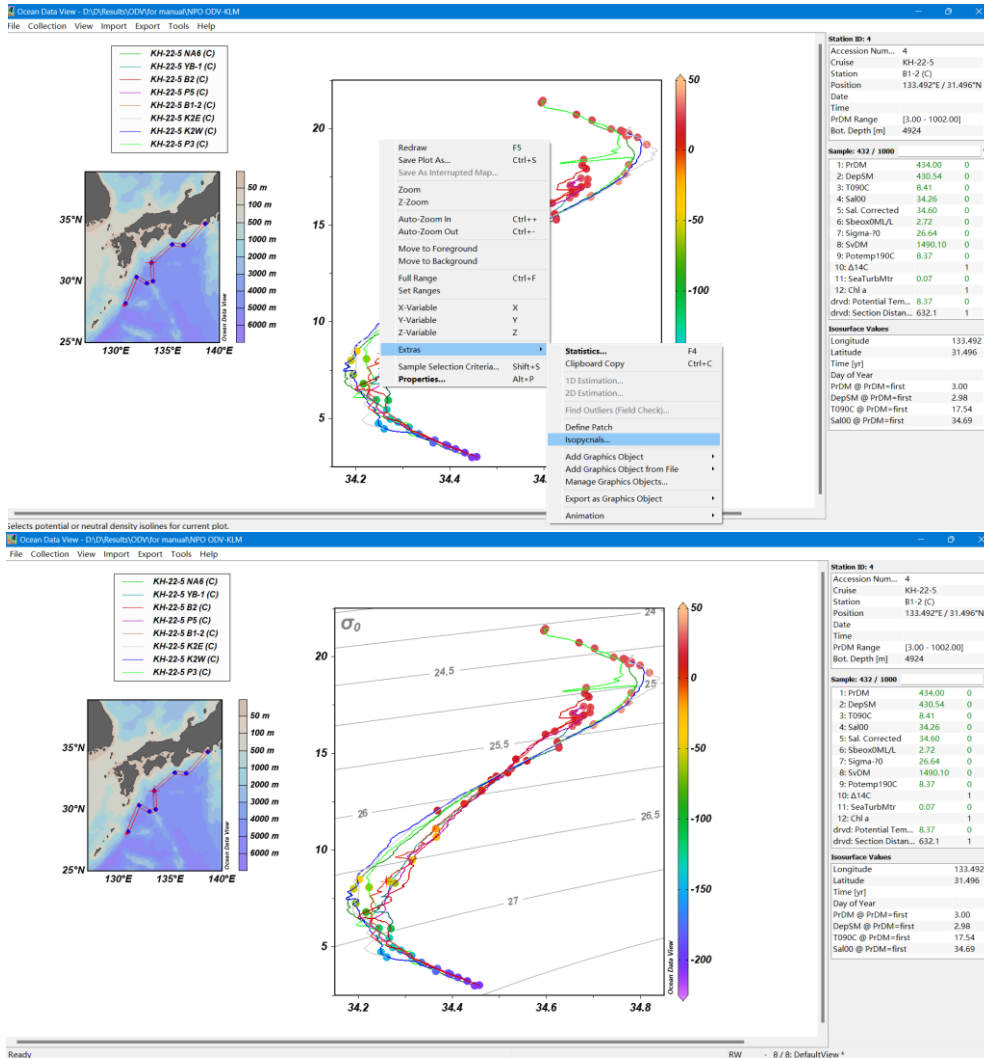 Ocean Data View - D:\D\Results\ODV\for manual\NPO ODV-KLM
File Collection View Import Export Tools Help
KH-22-5 NA6 (C)
KH-22-5 YB-1 (C)
KH-22-5 B2 (C)
KH-22-5 P5 (C)
KH-22-5 B1-2 (C)
KH-22-5 K2E (C)
KH-22-5 K2W (C)
KH-22-5 P3 (C)
35°N
30°N
25°N
130°E 135°E 140°E
50 m
100 m
500 m
1000 m
2000 m
3000 m
4000 m
5000 m
6000 m
Ocean Data View
20
10
5
34.2 34.4 34.
50
0
-50
-100
Redraw F5
Save Plot As... Ctrl+S
Save As Interrupted Map...
Zoom
Z-Zoom
Auto-Zoom In Ctrl++
Auto-Zoom Out Ctrl+-
Move to Foreground
Move to Background
Full Range Ctrl+F
Set Ranges
X-Variable X
Y-Variable Y
Z-Variable Z
Extras
Sample Selection Criteria... Shift+S
Properties... Alt+P
Statistics... F4
Clipboard Copy Ctrl+C
1D Estimation...
2D Estimation...
Find Outliers (Field Check)...
Define Patch
Isopycnals...
Add Graphics Object
Add Graphics Object from File
Manage Graphics Objects...
Export as Graphics Object
Animation
Station ID: 4
Accession Num... 4
Cruise KH-22-5
Station B1-2 (C)
Position 133.492°E / 31.496°N
Date
Time
PrDM Range [3.00 - 1002.00]
Bot. Depth [m] 4924
Sample: 432 / 1000
1: PrDM 434.00 0
2: DepSM 430.54 0
3: T090C 8.41 0
4: Sal00 34.26 0
5: Sal. Corrected 34.60 0
6: Sbeox0ML/L 2.72 0
7: Sigma-?0 26.64 0
8: SvDM 1490.10 0
9: Potemp190C 8.37 0
10: Δ14C 1
11: SeaTurbMtr 0.07 0
12: Chl a 1
drvd: Potential Tem... 8.37 0
drvd: Section Distan... 632.1 1
Isosurface Values
Longitude 133.492
Latitude 31.496
Time [yr]
Day of Year
PrDM @ PrDM=first 3.00
DepSM @ PrDM=first 2.98
T090C @ PrDM=first 17.54
Sal00 @ PrDM=first 34.69
Selects potential or neutral density isolines for current plot.
Ocean Data View - D:\D\Results\ODV\for manual\NPO ODV-KLM
File Collection View Import Export Tools Help
KH-22-5 NA6 (C)
KH-22-5 YB-1 (C)
KH-22-5 B2 (C)
KH-22-5 P5 (C)
KH-22-5 B1-2 (C)
KH-22-5 K2E (C)
KH-22-5 K2W (C)
KH-22-5 P3 (C)
35°N
30°N
25°N
130°E 135°E 140°E
50 m
100 m
500 m
1000 m
2000 m
3000 m
4000 m
5000 m
6000 m
Ocean Data View
σ0
24
24.5
25
25.5
26
26.5
27
20
15
10
5
34.2 34.4 34.6 34.8
Ocean Data View
50
0
-50
-100
-150
-200
Station ID: 4
Accession Num... 4
Cruise KH-22-5
Station B1-2 (C)
Position 133.492°E / 31.496°N
Date
Time
PrDM Range [3.00 - 1002.00]
Bot. Depth [m] 4924
Sample: 432 / 1000
1: PrDM 434.00 0
2: DepSM 430.54 0
3: T090C 8.41 0
4: Sal00 34.26 0
5: Sal. Corrected 34.60 0
6: Sbeox0ML/L 2.72 0
7: Sigma-?0 26.64 0
8: SvDM 1490.10 0
9: Potemp190C 8.37 0
10: Δ14C 1
11: SeaTurbMtr 0.07 0
12: Chl a 1
drvd: Potential Tem... 8.37 0
drvd: Section Distan... 632.1 1
Isosurface Values
Longitude 133.492
Latitude 31.496
Time [yr]
Day of Year
PrDM @ PrDM=first 3.00
DepSM @ PrDM=first 2.98
T090C @ PrDM=first 17.54
Sal00 @ PrDM=first 34.69
Ready
RW - 8 / 8: DefaultView *